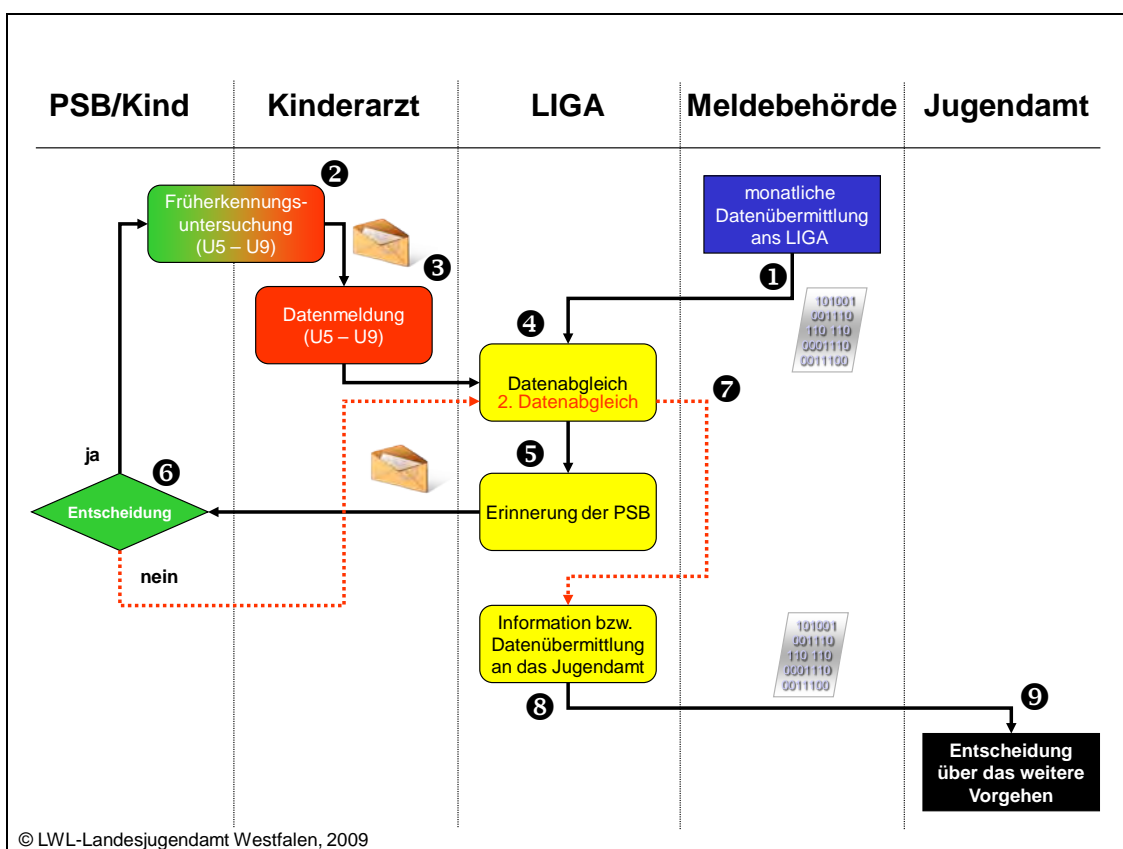 PSB/Kind Kinderarzt LIGA Meldebehörde Jugendamt
❷
Früherkennungs-
untersuchung
(U5 – U9)
monatliche
Datenübermittlung
ans LIGA
❸
❶
Datenmeldung
(U5 – U9)
101001
001110
110 110
0001110
0011100
❹
Datenabgleich
2. Datenabgleich
❼
❺
ja
❻
Entscheidung
Erinnerung der PSB
nein
Information bzw.
Datenübermittlung
an das Jugendamt
101001
001110
110 110
0001110
0011100
❽
❾
Entscheidung
über das weitere
Vorgehen
© LWL-Landesjugendamt Westfalen, 2009